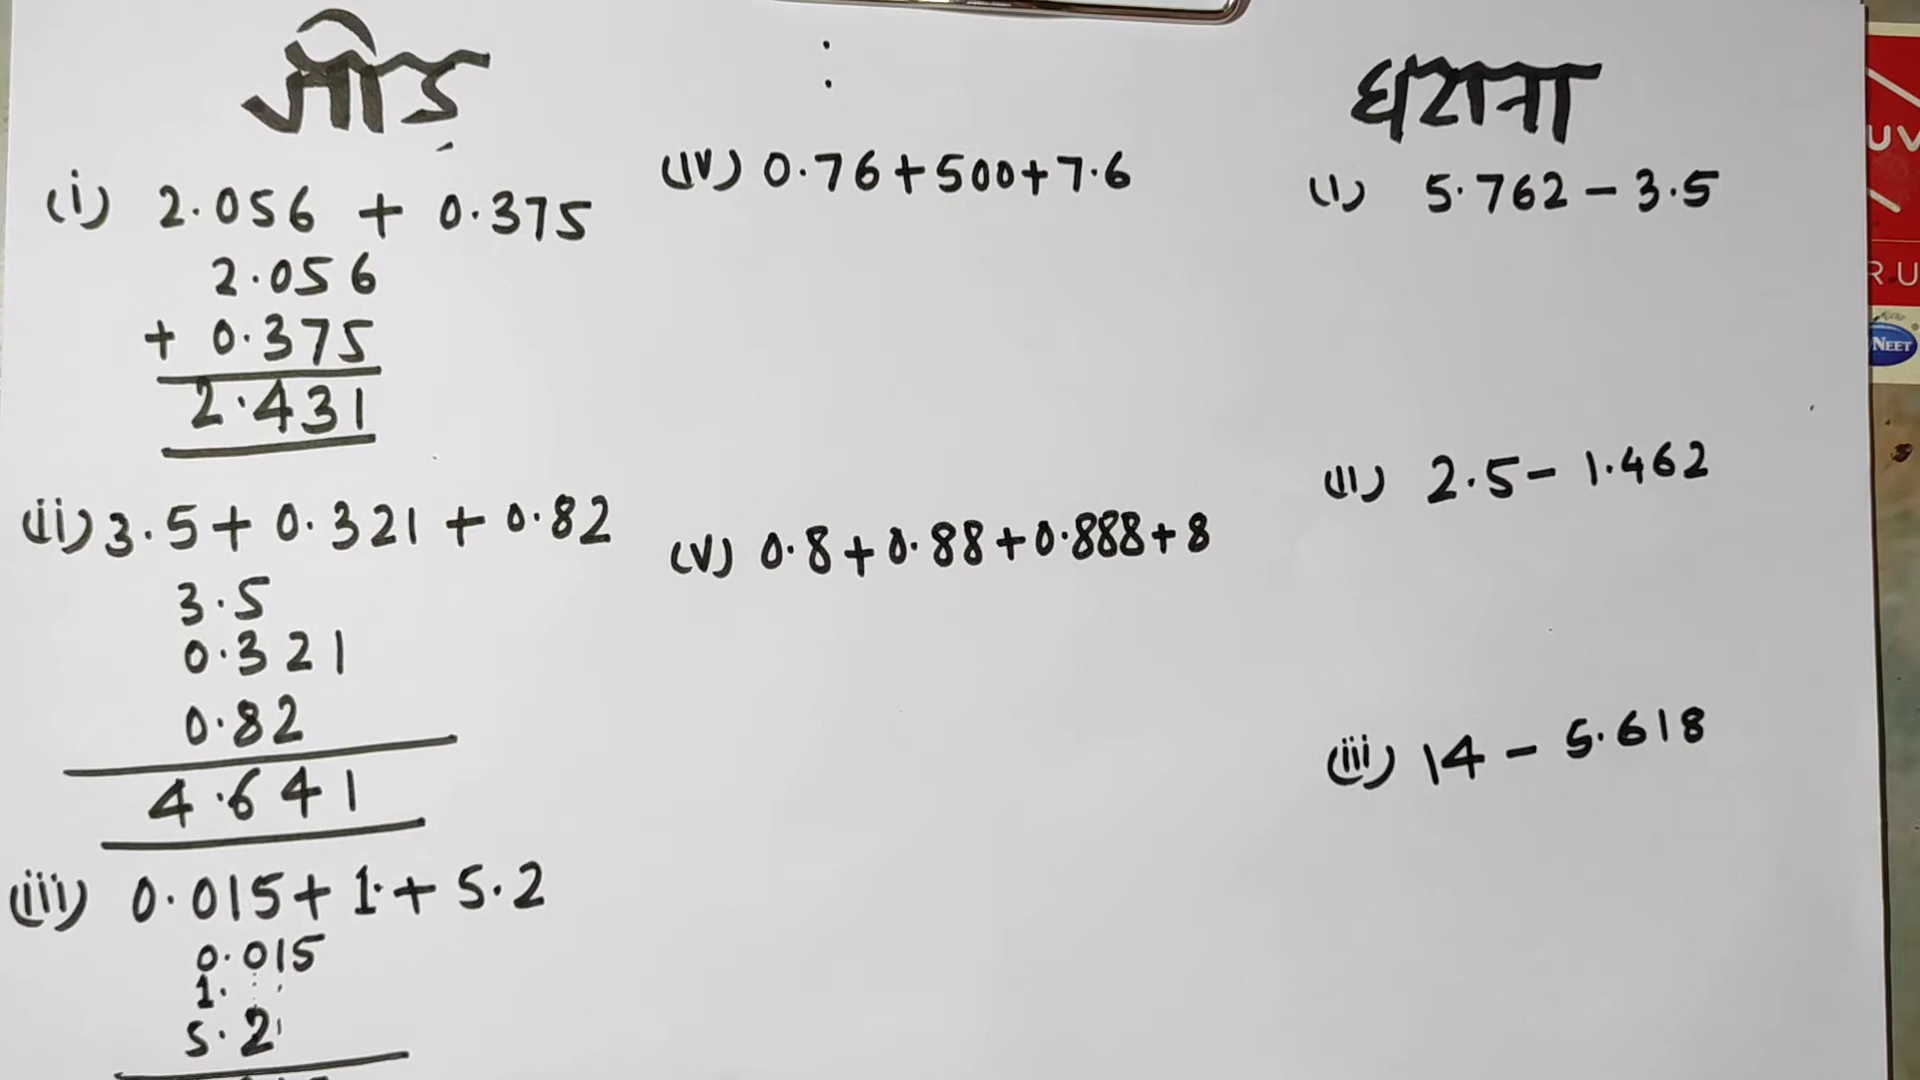 जोड़
(i) 2.056 + 0.375
2.056
+ 0.375
2.431
(ii) 3.5 + 0.321 + 0.82
3.5
0.321
0.82
4.641
(iii) 0.015 + 1. + 5.2
0.015
1.
5.2
(IV) 0.76 + 500 + 7.6
(V) 0.8 + 0.88 + 0.888 + 8
घटाना
(I) 5.762 - 3.5
(II) 2.5 - 1.462
(iii) 14 - 5.618
UV
RU
NEET